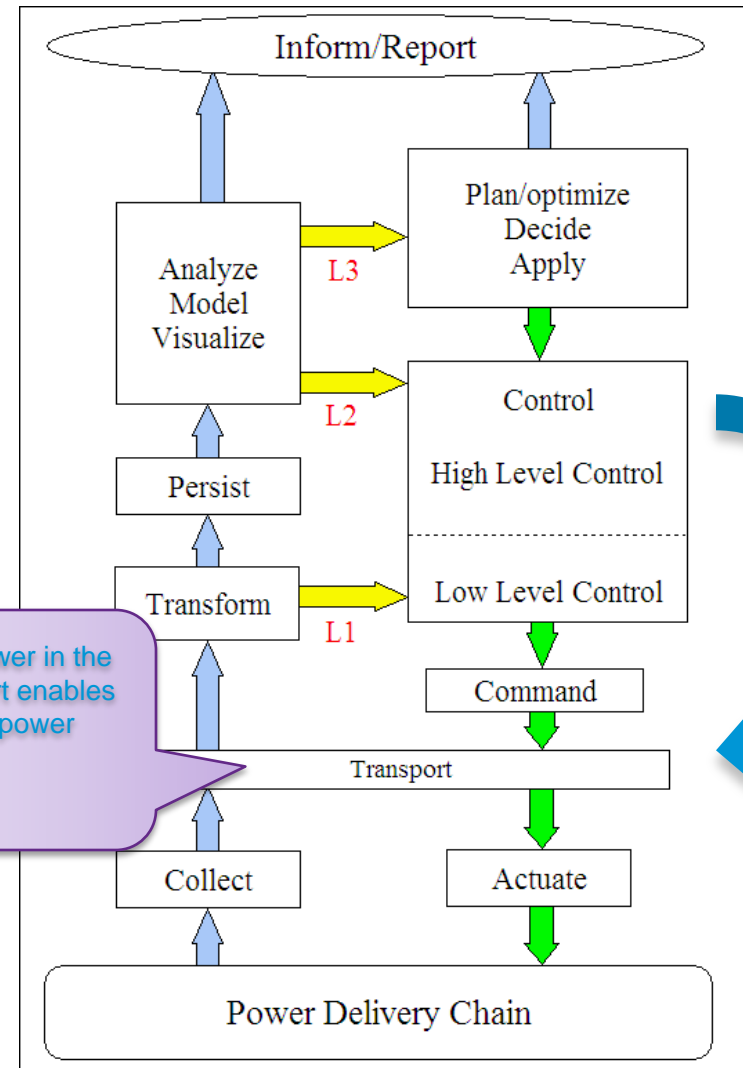 Inform/Report
Plan/optimize
Decide
Apply
Analyze
Model
Visualize
L3
L2
Control
High Level Control
Persist
Transform
Low Level Control
L1
in the
enables
power
Command
Transport
Collect
Actuate
Power Delivery Chain